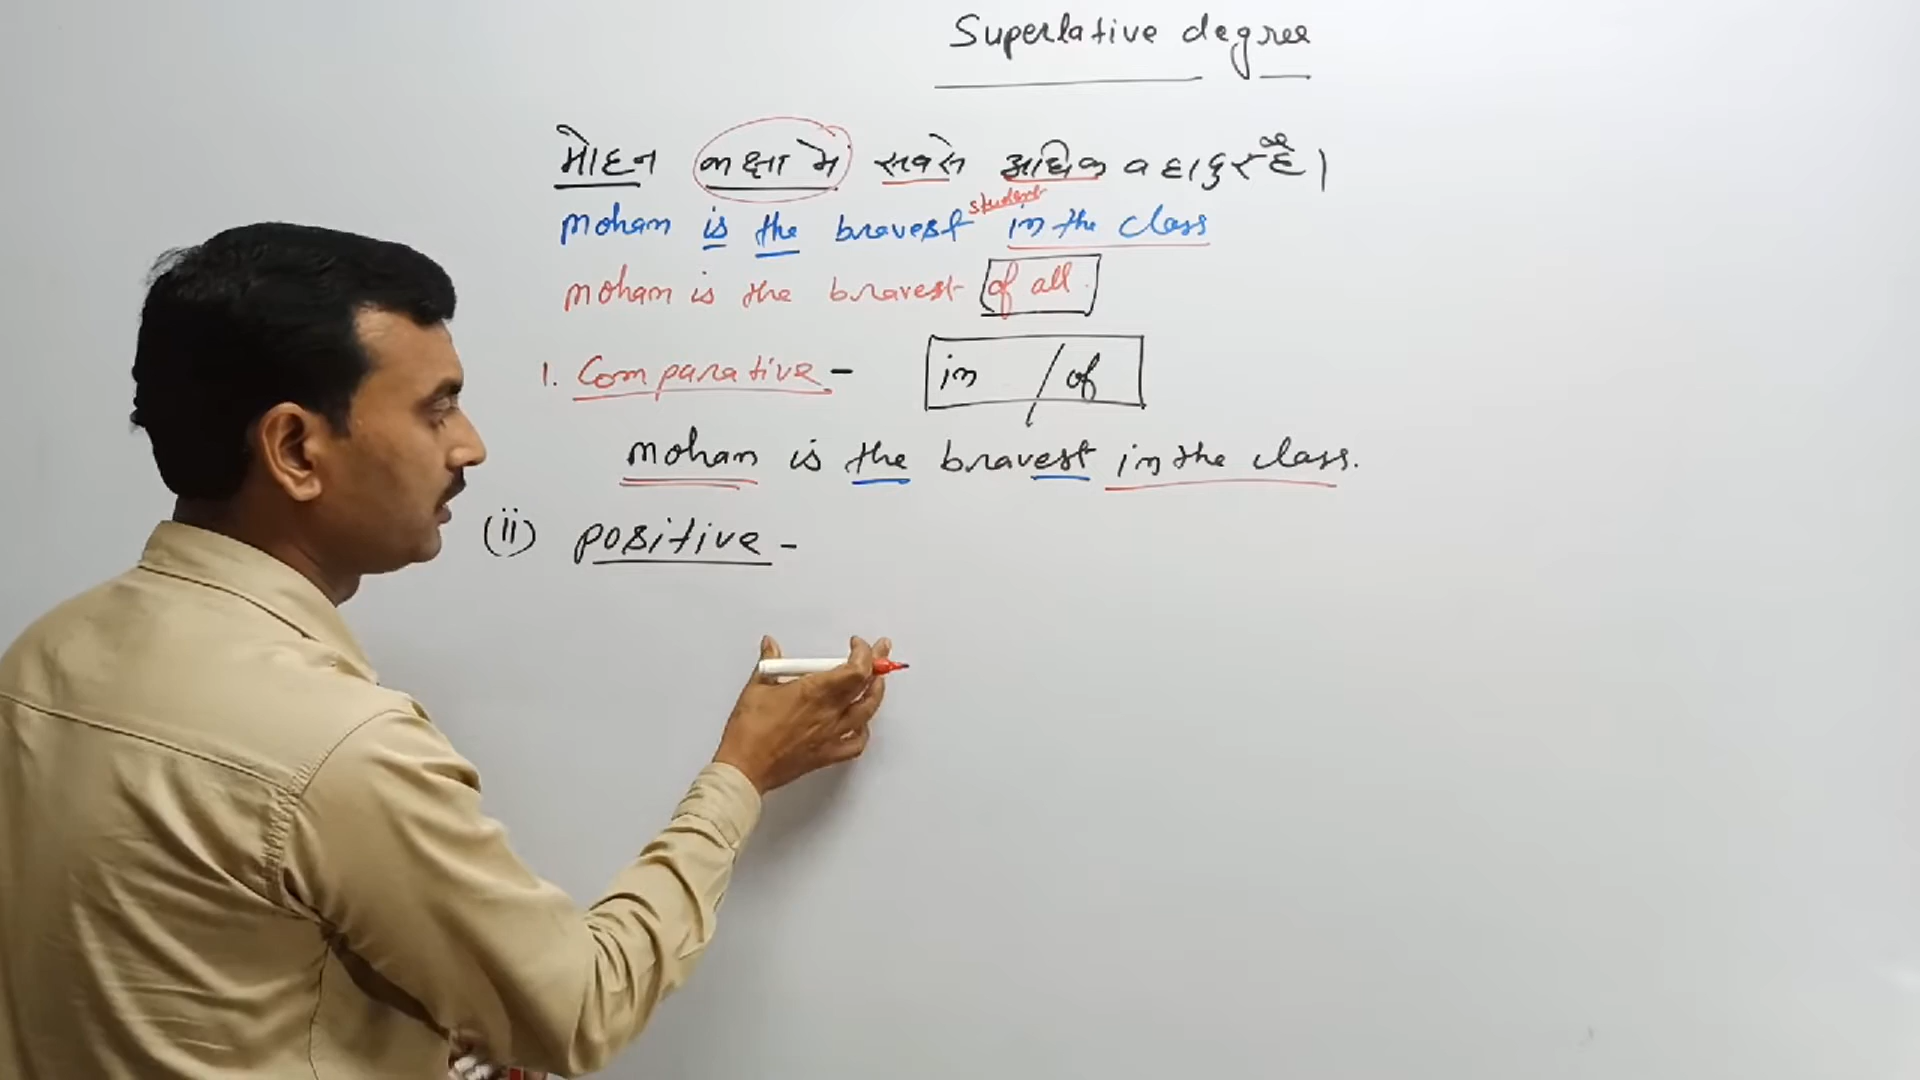 Superlative degree
मोहन कक्षा मे सबसे अधिक बहादुर है।
student
mohan is the bravest in the class
mohan is the bravest of all.
1. Comparative - in / of
mohan is the bravest in the class.
(ii) positive -